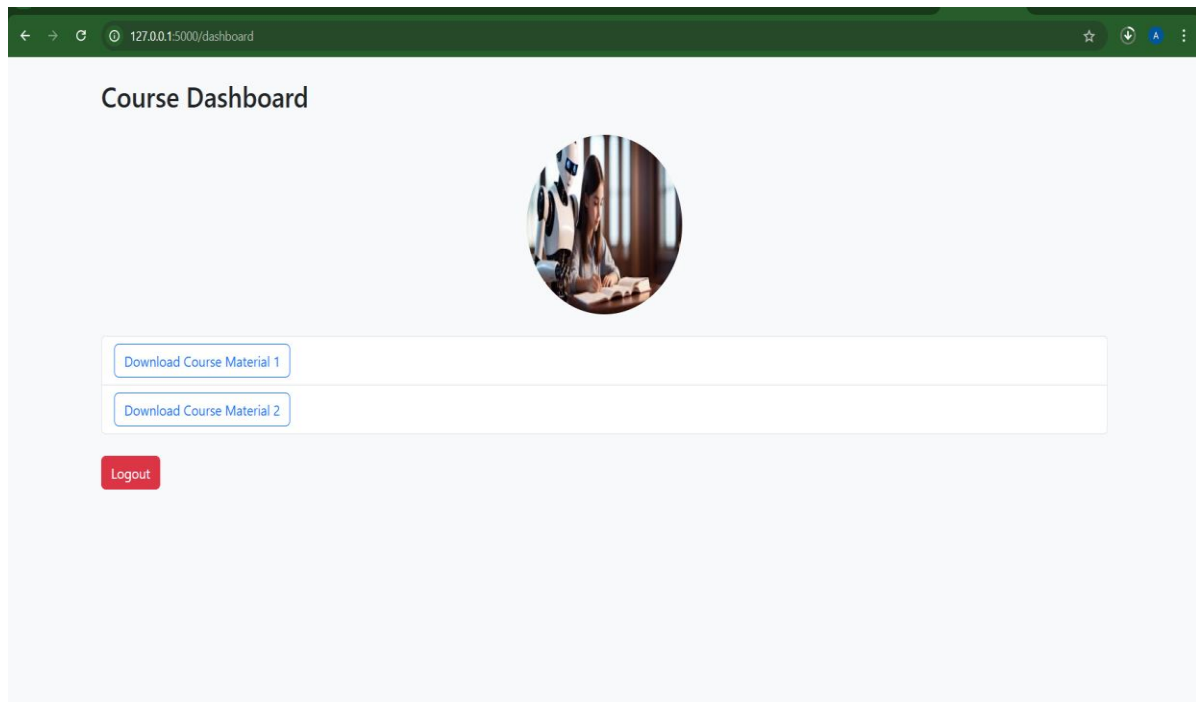 127.0.0.1:5000/dashboard
A
Course Dashboard
Download Course Material 1
Download Course Material 2
Logout